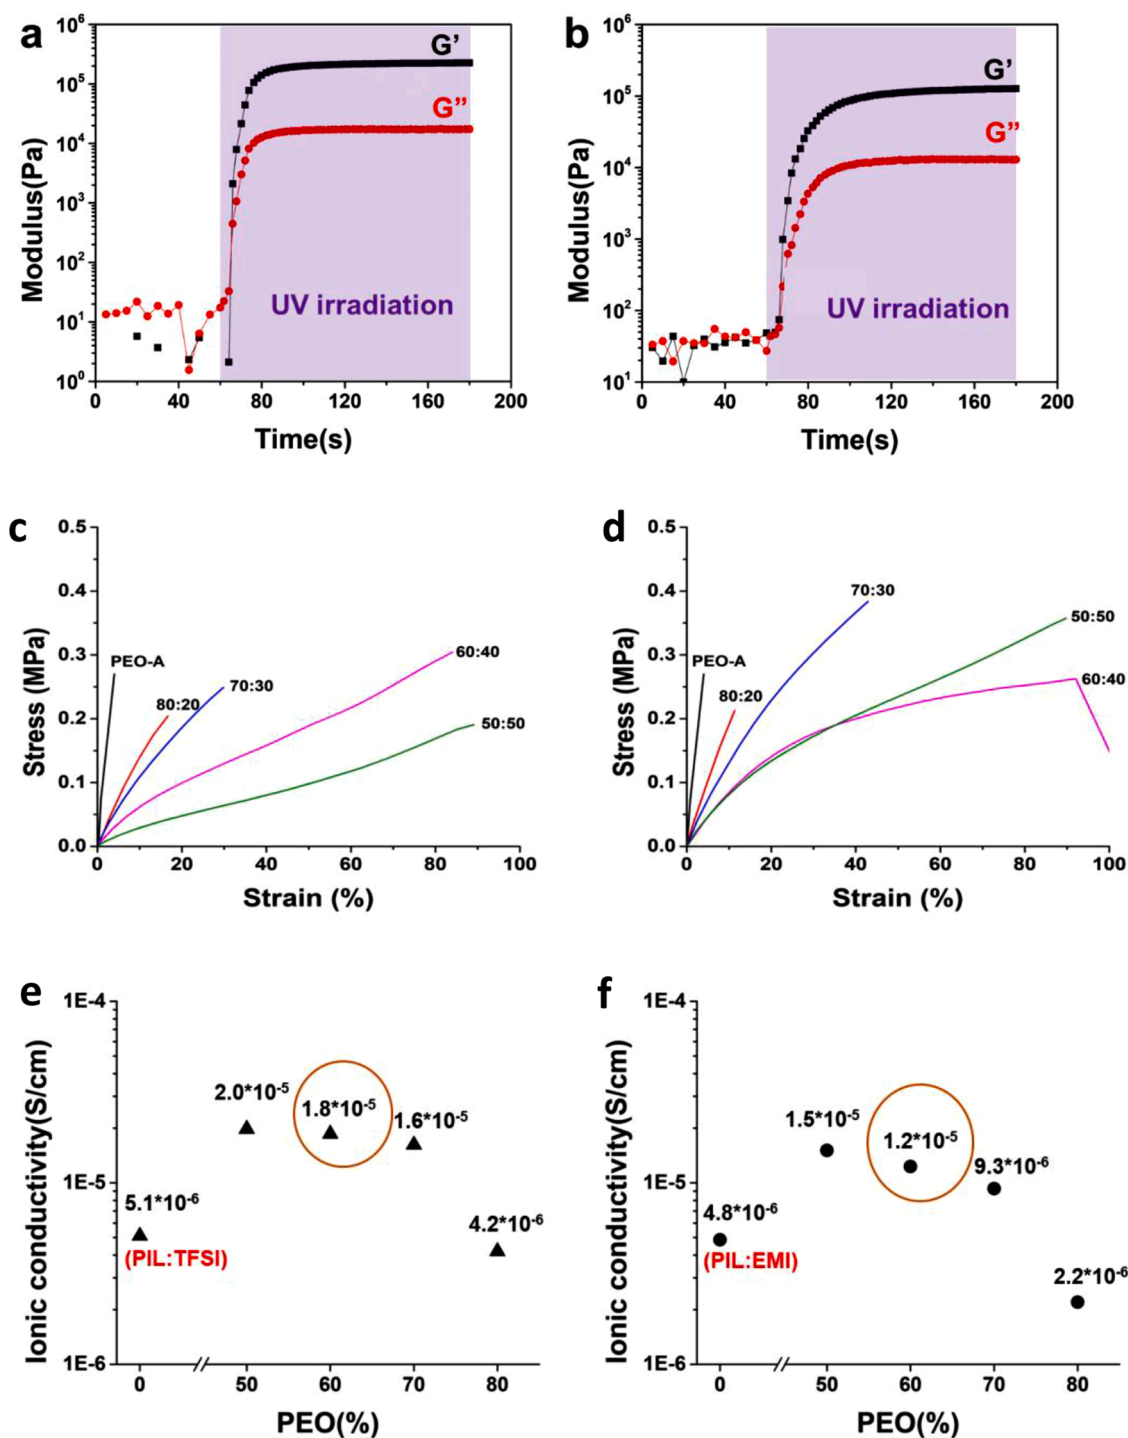 a
10⁶
10⁵
10⁴
10³
10²
10¹
10⁰
Modulus(Pa)
G’
G”
UV irradiation
0
40
80
120
160
200
Time(s)
b
10⁶
10⁵
10⁴
10³
10²
10¹
Modulus(Pa)
G’
G”
UV irradiation
0
40
80
120
160
200
Time(s)
c
0.5
0.4
0.3
0.2
0.1
0.0
Stress (MPa)
PEO-A
80:20
70:30
60:40
50:50
0
20
40
60
80
100
Strain (%)
d
0.5
0.4
0.3
0.2
0.1
0.0
Stress (MPa)
PEO-A
80:20
70:30
50:50
60:40
0
20
40
60
80
100
Strain (%)
e
1E-4
1E-5
1E-6
Ionic conductivity(S/cm)
5.1*10⁻⁶
(PIL:TFSI)
2.0*10⁻⁵
1.8*10⁻⁵
1.6*10⁻⁵
4.2*10⁻⁶
0
50
60
70
80
PEO(%)
f
1E-4
1E-5
1E-6
Ionic conductivity(S/cm)
4.8*10⁻⁶
(PIL:EMI)
1.5*10⁻⁵
1.2*10⁻⁵
9.3*10⁻⁶
2.2*10⁻⁶
0
50
60
70
80
PEO(%)